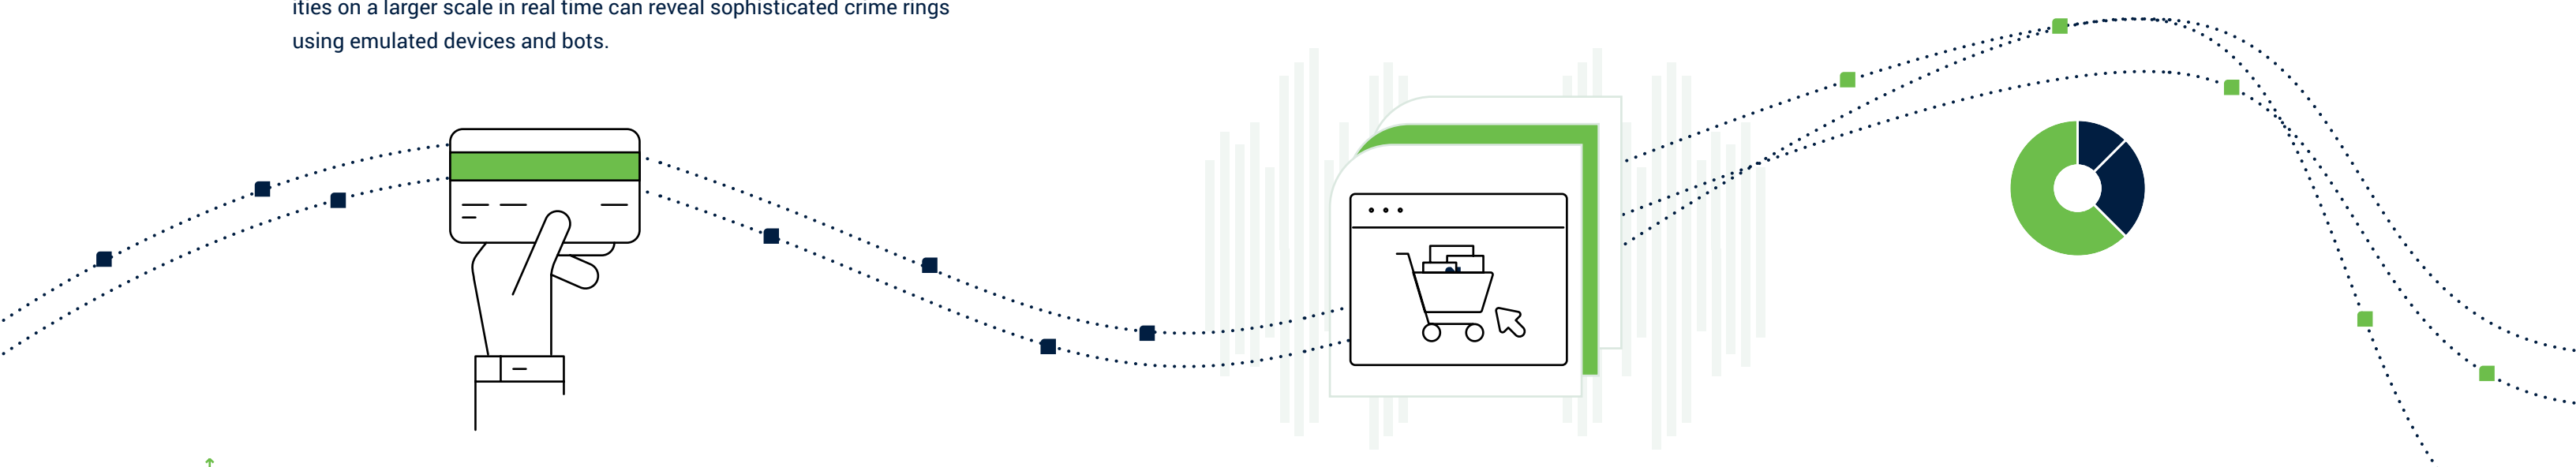 ities on a larger scale in real time can reveal sophisticated crime rings
using emulated devices and bots.